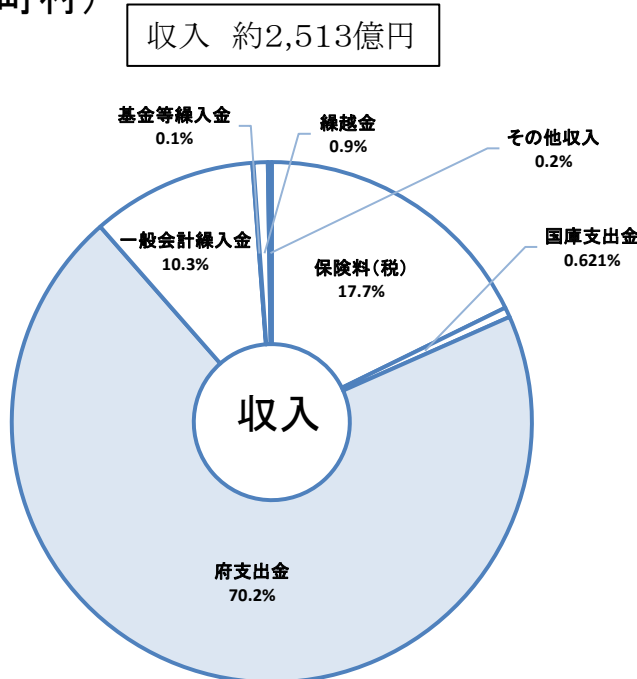 町村)
収入 約2,513億円
基金等繰入金
0.1%
繰越金
0.9%
その他収入
0.2%
国庫支出金
0.621%
一般会計繰入金
10.3%
保険料(税)
17.7%
収入
府支出金
70.2%